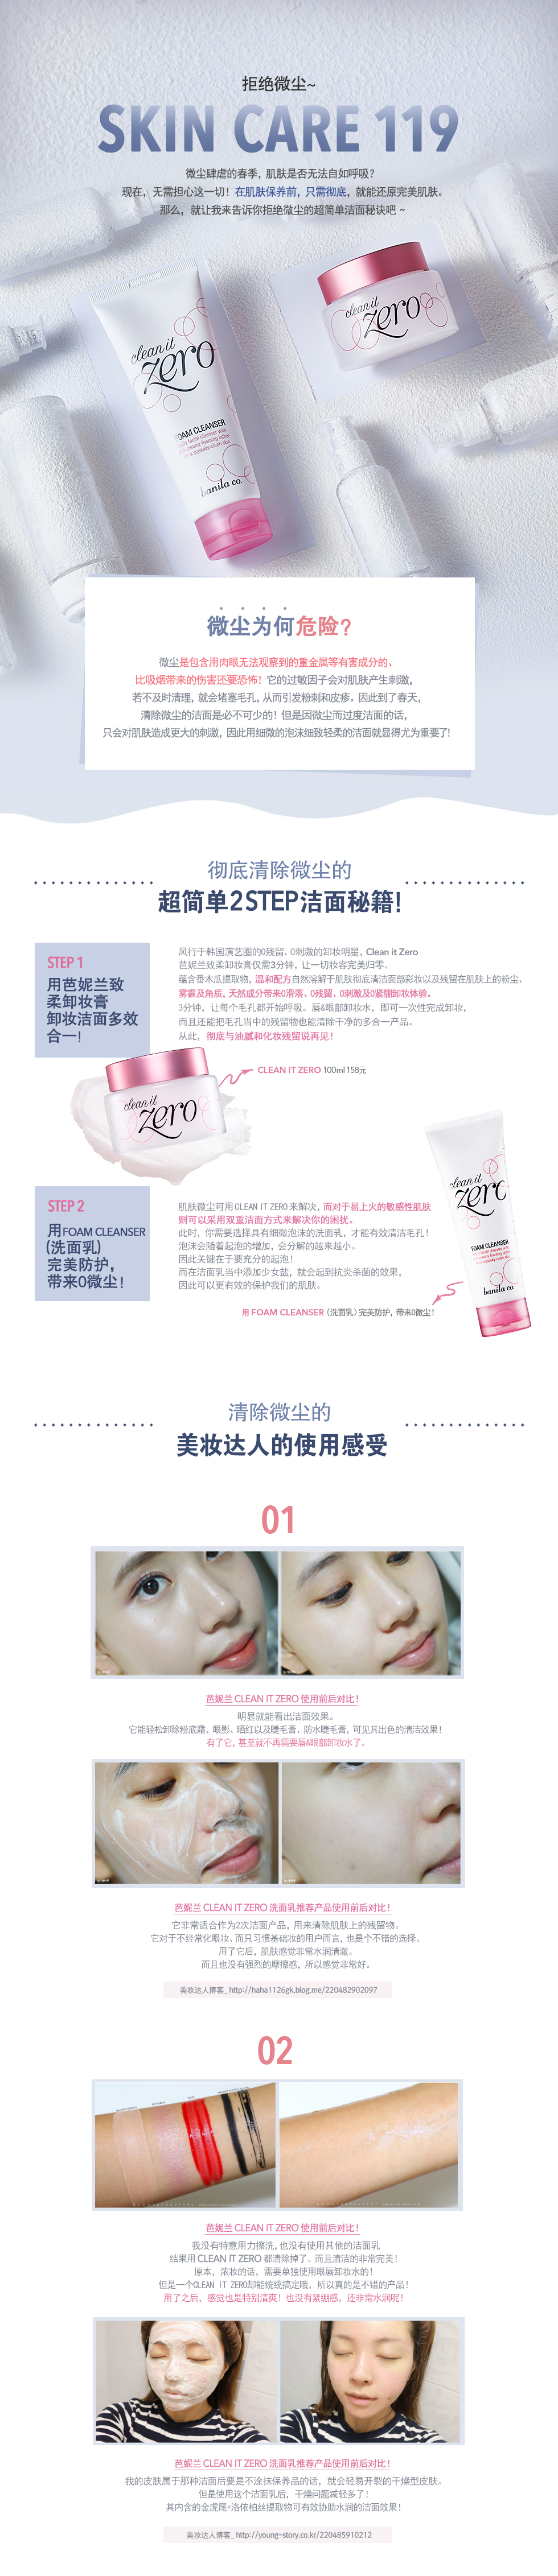 拒绝微尘~
SKIN CARE 119
微尘肆虐的春季，肌肤是否无法自如呼吸？
现在，无需担心这一切！在肌肤保养前，只需彻底，就能还原完美肌肤。
那么，就让我来告诉你拒绝微尘的超简单洁面秘诀吧 ~
clean it
zero
clean it
zero
FOAM CLEANSER
banila co.
微尘为何危险？
微尘是包含用肉眼无法观察到的重金属等有害成分的、
比吸烟带来的伤害还要恐怖！它的过敏因子会对肌肤产生刺激，
若不及时清理，就会堵塞毛孔，从而引发粉刺和皮疹。因此到了春天，
清除微尘的洁面是必不可少的！但是因微尘而过度洁面的话，
只会对肌肤造成更大的刺激，因此用细微的泡沫细致轻柔的洁面就显得尤为重要了！
彻底清除微尘的
超简单2STEP洁面秘籍！
STEP 1
用芭妮兰致
柔卸妆膏
卸妆洁面多效
合一！
风行于韩国演艺圈的0残留、0刺激的卸妆明星，Clean it Zero
芭妮兰致柔卸妆膏仅需3分钟，让一切妆容完美归零。
蕴含番木瓜提取物，温和配方自然溶解于肌肤彻底清洁面部彩妆以及残留在肌肤上的粉尘、
雾霾及角质，天然成分带来0滑落、0残留、0刺激及0紧绷卸妆体验。
3分钟，让每个毛孔都开始呼吸。唇&眼部卸妆水，即可一次性完成卸妆，
而且还能把毛孔当中的残留物也能清除干净的多合一产品。
从此，彻底与油腻和化妆残留说再见！
CLEAN IT ZERO 100ml 158元
clean it
zero
STEP 2
用FOAM CLEANSER
(洗面乳)
完美防护，
带来0微尘！
肌肤微尘可用 CLEAN IT ZERO 来解决，而对于易上火的敏感性肌肤
则可以采用双重洁面方式来解决你的困扰。
此时，你需要选择具有细微泡沫的洗面乳，才能有效清洁毛孔！
泡沫会随着起泡的增加，会分解的越来越小。
因此关键在于要充分的起泡！
而在洁面乳当中添加少女盐，就会起到抗炎杀菌的效果，
因此可以更有效的保护我们的肌肤。
用 FOAM CLEANSER（洗面乳）完美防护，带来0微尘！
clean it
zero
FOAM CLEANSER
banila co.
清除微尘的
美妆达人的使用感受
01
芭妮兰 CLEAN IT ZERO 使用前后对比！
明显就能看出洁面效果。
它能轻松卸除粉底霜、眼影、晒红以及睫毛膏、防水睫毛膏，可见其出色的清洁效果！
有了它，甚至就不再需要唇&眼部卸妆水了。
芭妮兰 CLEAN IT ZERO 洗面乳推荐产品使用前后对比！
它非常适合作为2次洁面产品，用来清除肌肤上的残留物。
它对于不经常化眼妆、而只习惯基础妆的用户而言，也是个不错的选择。
用了它后，肌肤感觉非常水润清澈。
而且也没有强烈的摩擦感，所以感觉非常好。
美妆达人博客_ http://haha1126gk.blog.me/220482902097
02
芭妮兰 CLEAN IT ZERO 使用前后对比！
我没有特意用力擦洗，也没有使用其他的洁面乳
结果用 CLEAN IT ZERO 都清除掉了。而且清洁的非常完美！
原本，浓妆的话，需要单独使用眼唇卸妆水的！
但是一个CLEAN IT ZERO却能统统搞定哦，所以真的是不错的产品！
用了之后，感觉也是特别清爽！也没有紧绷感，还非常水润呢！
芭妮兰 CLEAN IT ZERO 洗面乳推荐产品使用前后对比！
我的皮肤属于那种洁面后要是不涂抹保养品的话，就会轻易开裂的干燥型皮肤。
但是使用这个洁面乳后，干燥问题减轻多了！
其内含的金虎尾+洛依柏丝提取物可有效协助水润的洁面效果！
美妆达人博客_ http://young-story.co.kr/220485910212